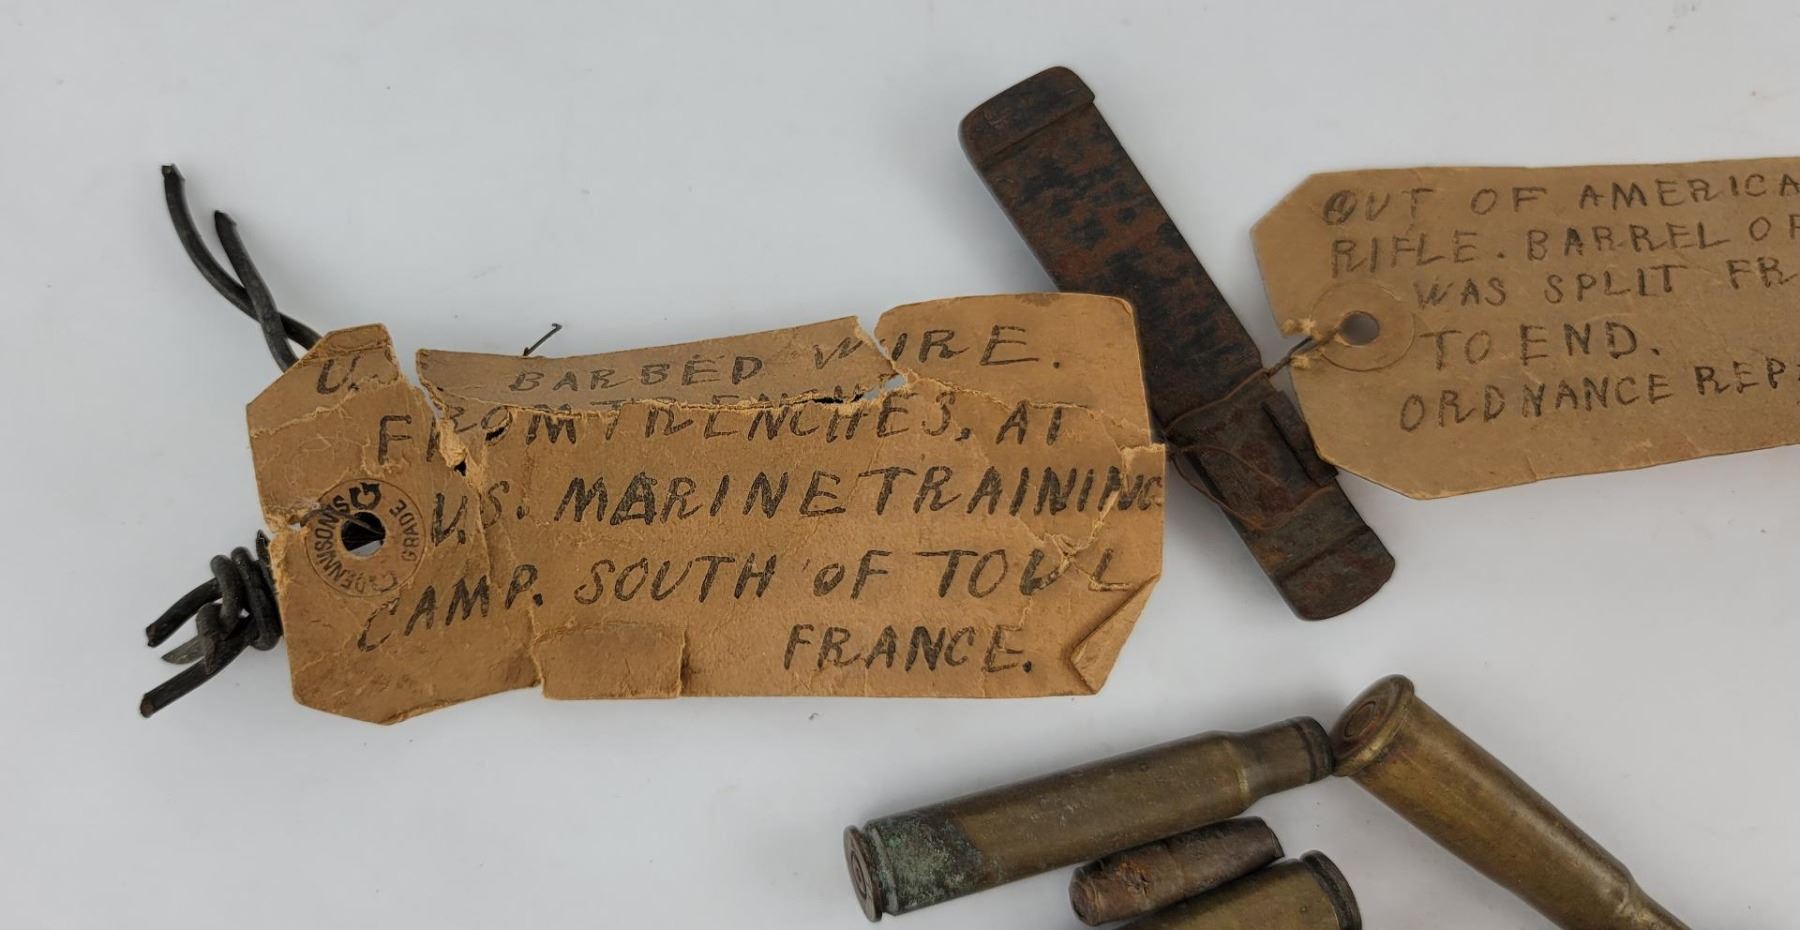 U. BARBED WIRE.
FROM TRENCHES, AT
U.S. MARINE TRAINING
CAMP. SOUTH OF TOUL
FRANCE.
DENNISON'S
GRADE
OUT OF AMERICA
RIFLE. BARREL OF
WAS SPLIT FR
TO END.
ORDNANCE REP